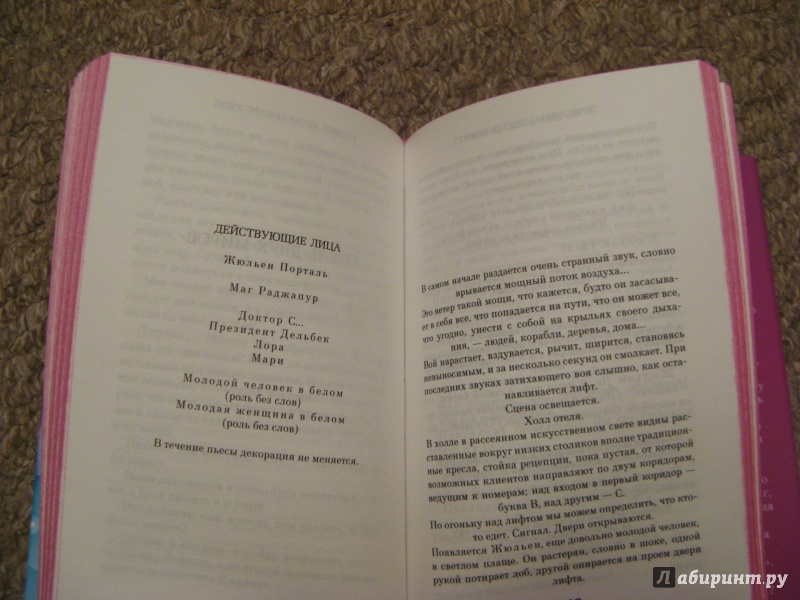 ДЕЙСТВУЮЩИЕ ЛИЦА
Жюльен Порталь
Маг Раджапур
Доктор С...
Президент Дельбек
Лора
Мари
Молодой человек в белом
(роль без слов)
Молодая женщина в белом
(роль без слов)
В течение пьесы декорация не меняется.
В самом начале раздается очень странный звук, словно
врывается мощный поток воздуха...
Это ветер такой мощи, что кажется, будто он засасыва-
ет в себя все, что попадается на пути, что он может все,
что угодно, унести с собой на крыльях своего дыха-
ния, — людей, корабли, деревья, дома...
Вой нарастает, вздувается, рычит, ширится, становясь
невыносимым, и за несколько секунд он смолкает. При
последних звуках затихающего воя слышно, как оста-
навливается лифт.
Сцена освещается.
Холл отеля.
В холле в рассеянном искусственном свете видны рас-
ставленные вокруг низких столиков вполне традицион-
ные кресла, стойка рецепции, пока пустая, от которой
возможных клиентов направляют по двум коридорам,
ведущим к номерам; над входом в первый коридор —
буква В, над другим — С.
По огоньку над лифтом мы можем определить, что кто-
то едет. Сигнал. Двери открываются.
Появляется Жюльен, еще довольно молодой человек,
в светлом плаще. Он растерян, словно в шоке, одной
рукой потирает лоб, другой опирается на проем двери
лифта.
Лабиринт.ру